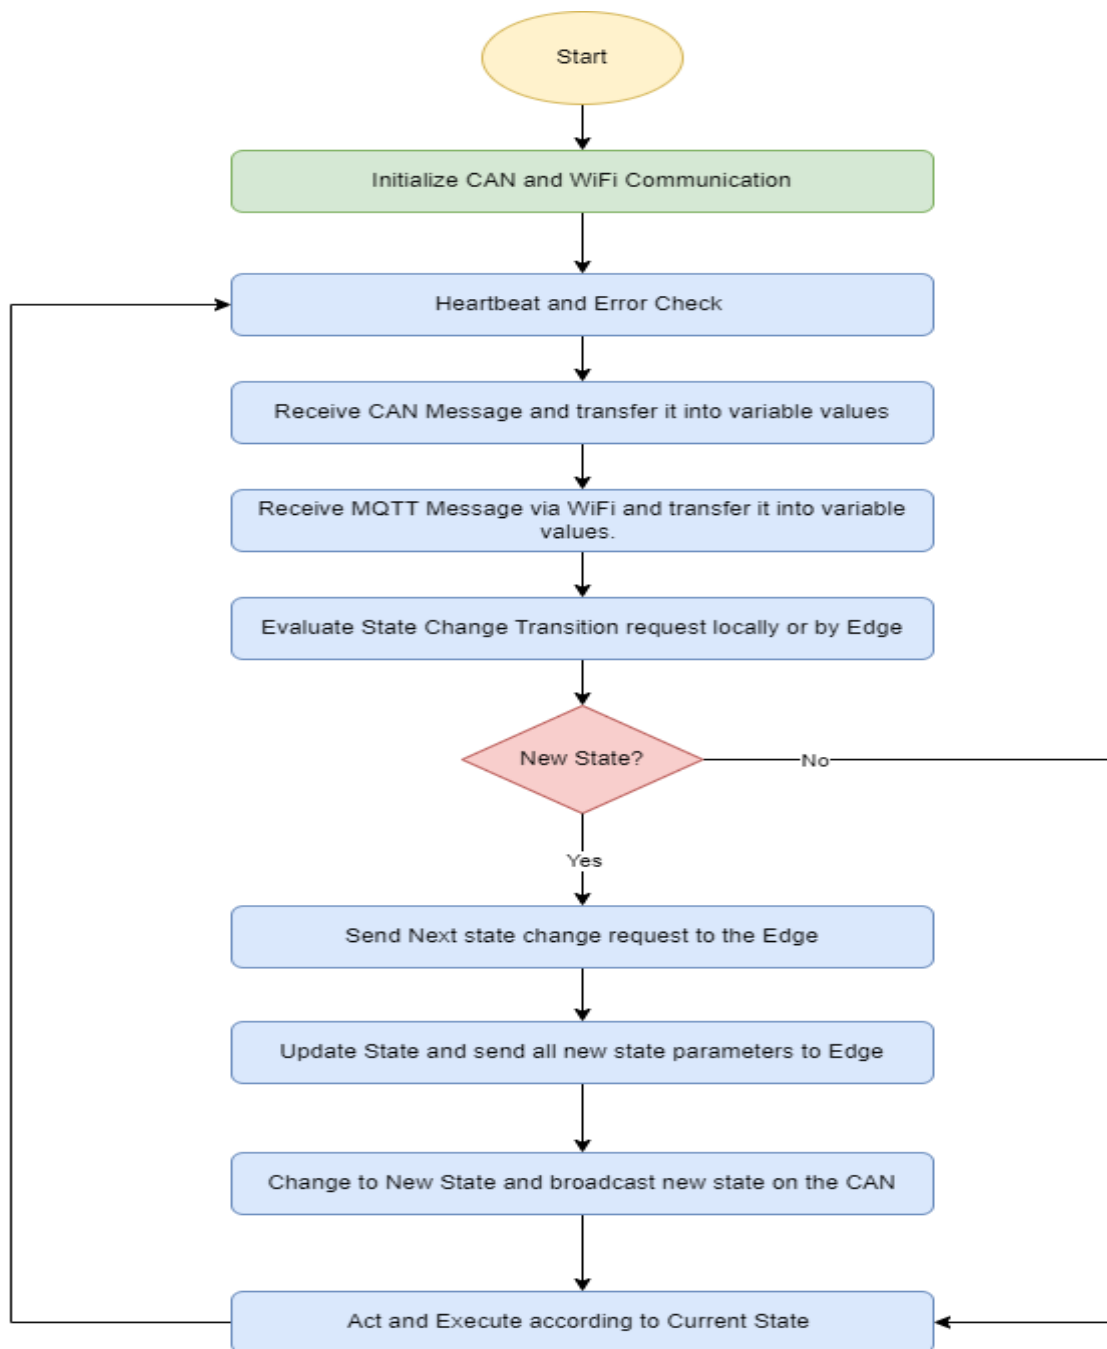 Start
Initialize CAN and WiFi Communication
Heartbeat and Error Check
Receive CAN Message and transfer it into variable values
Receive MQTT Message via WiFi and transfer it into variable
values.
Evaluate State Change Transition request locally or by Edge
New State?
No
Yes
Send Next state change request to the Edge
Update State and send all new state parameters to Edge
Change to New State and broadcast new state on the CAN
Act and Execute according to Current State